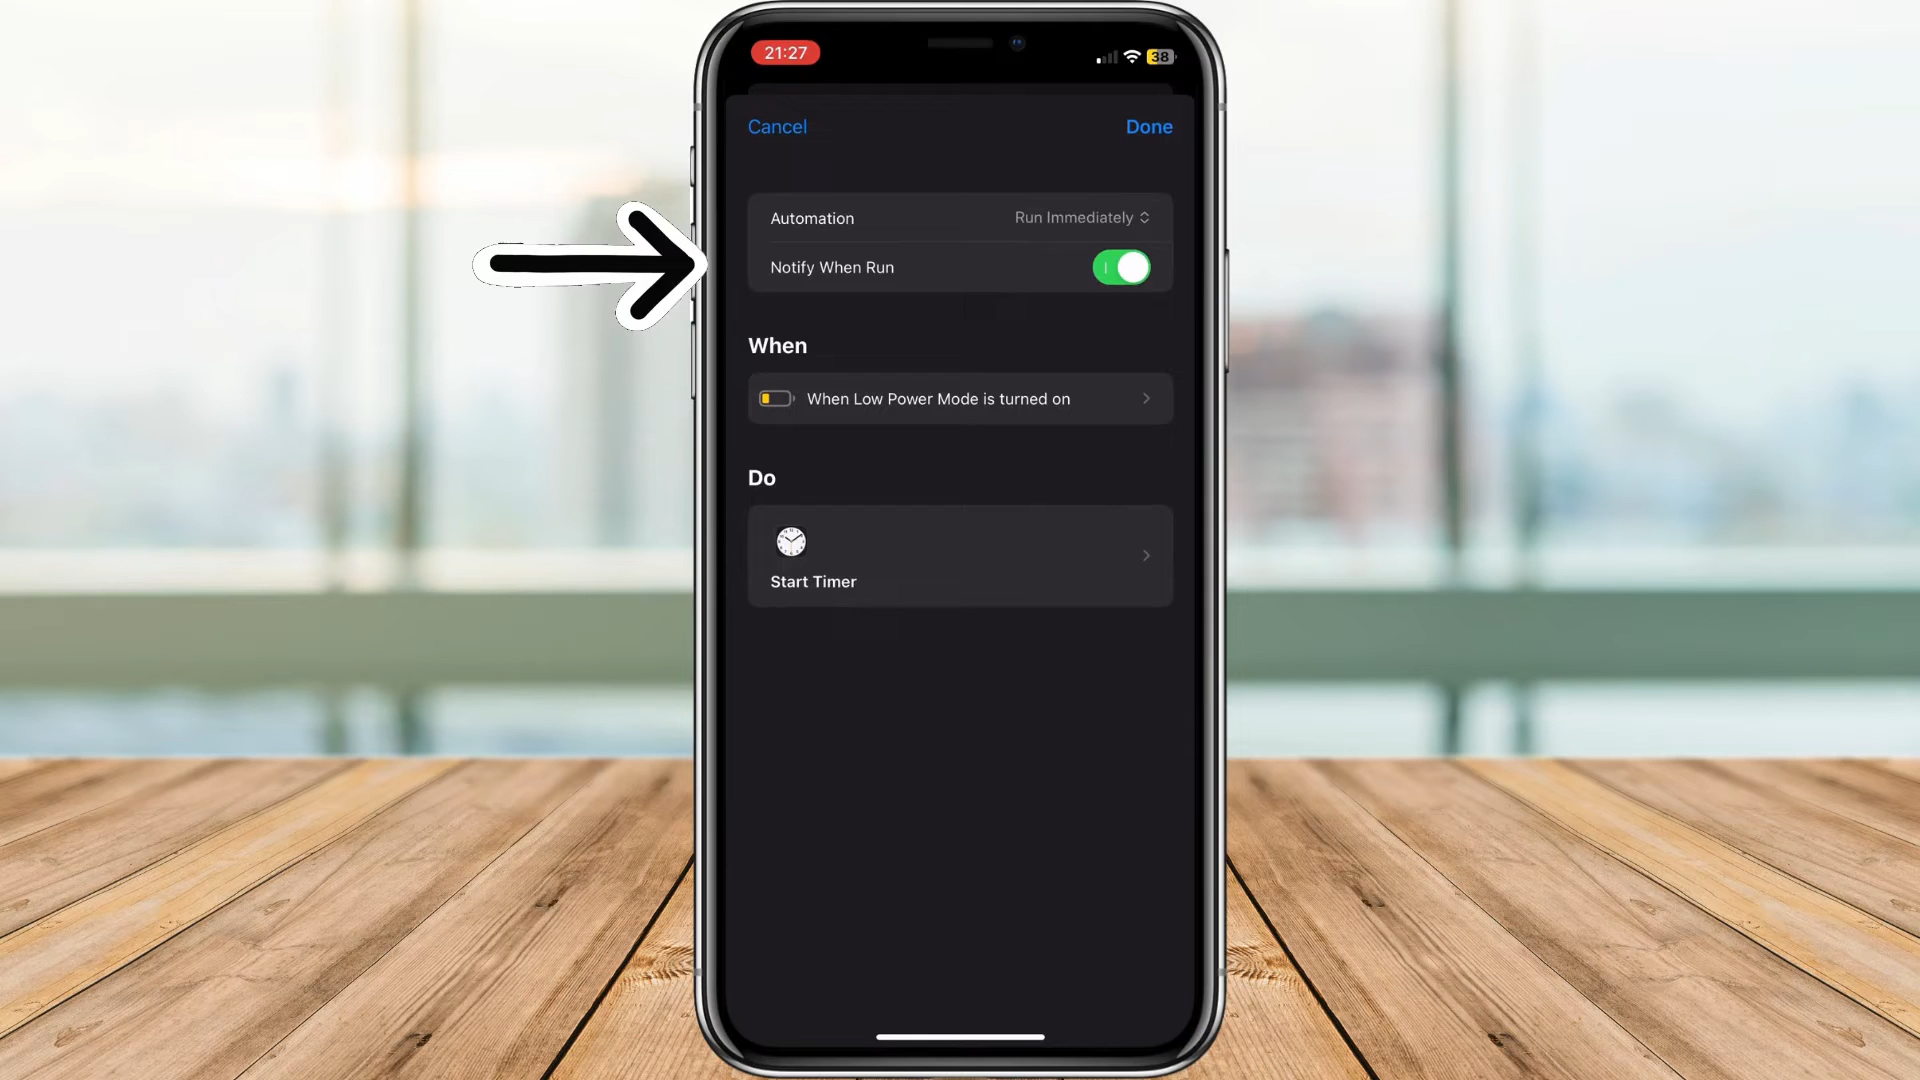 21:27
38
Cancel
Done
Automation
Run Immediately
Notify When Run
When
When Low Power Mode is turned on
Do
Start Timer